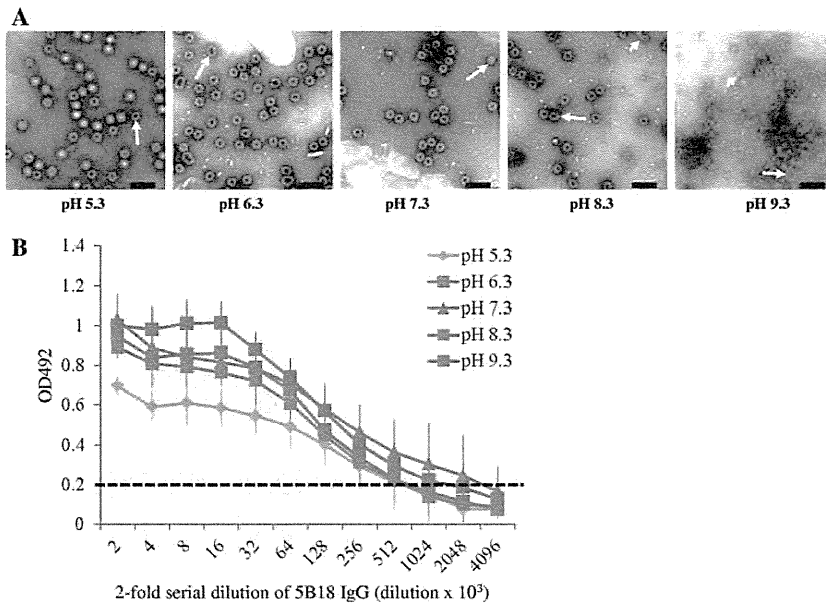 A
pH 5.3
pH 6.3
pH 7.3
pH 8.3
pH 9.3
B
1.4
1.2
1
0.8
0.6
0.4
0.2
0
OD492
pH 5.3
pH 6.3
pH 7.3
pH 8.3
pH 9.3
2
4
8
16
32
64
128
256
512
1024
2048
4096
2-fold serial dilution of 5B18 IgG (dilution x 10³)